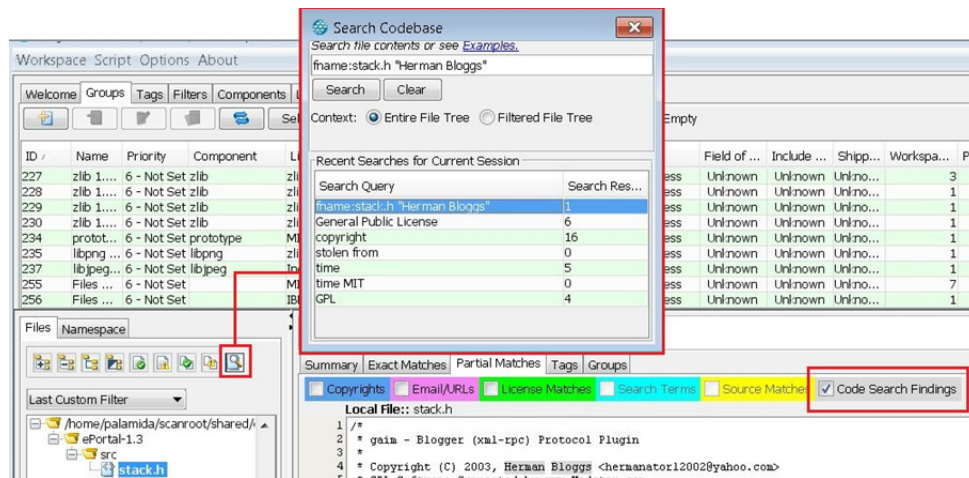 Search Codebase
Search file contents or see Examples.
fname:stack.h "Herman Bloggs"
Search Clear
Context: Entire File Tree Filtered File Tree
Recent Searches for Current Session
Search Query Search Res...
fname:stack.h "Herman Bloggs" 1
General Public License 6
copyright 16
stolen from 0
time 5
time MIT 0
GPL 4
Workspace Script Options About
Welcome Groups Tags Filters Components
Empty
ID / Name Priority Component Field of ... Include ... Shipp... Workspa...
227 zlib 1.... 6 - Not Set zlib Unknown Unknown Unkno... 3
228 zlib 1.... 6 - Not Set zlib Unknown Unknown Unkno... 1
229 zlib 1.... 6 - Not Set zlib Unknown Unknown Unkno... 1
230 zlib 1.... 6 - Not Set zlib Unknown Unknown Unkno... 1
234 protot... 6 - Not Set prototype Unknown Unknown Unkno... 1
235 libpng ... 6 - Not Set libpng Unknown Unknown Unkno... 1
237 libjpeg... 6 - Not Set libjpeg Unknown Unknown Unkno... 1
255 Files ... 6 - Not Set Unknown Unknown Unkno... 7
256 Files ... 6 - Not Set Unknown Unknown Unkno... 1
Files Namespace
Last Custom Filter
/home/palamida/scanroot/shared/
ePortal-1.3
src
stack.h
Summary Exact Matches Partial Matches Tags Groups
Copyrights Email/URLs License Matches Search Terms Source Matches Code Search Findings
Local File:: stack.h
1 /*
2 * gaim - Blogger (xml-rpc) Protocol Plugin
3 *
4 * Copyright (C) 2003, Herman Bloggs <hermanator12002@yahoo.com>